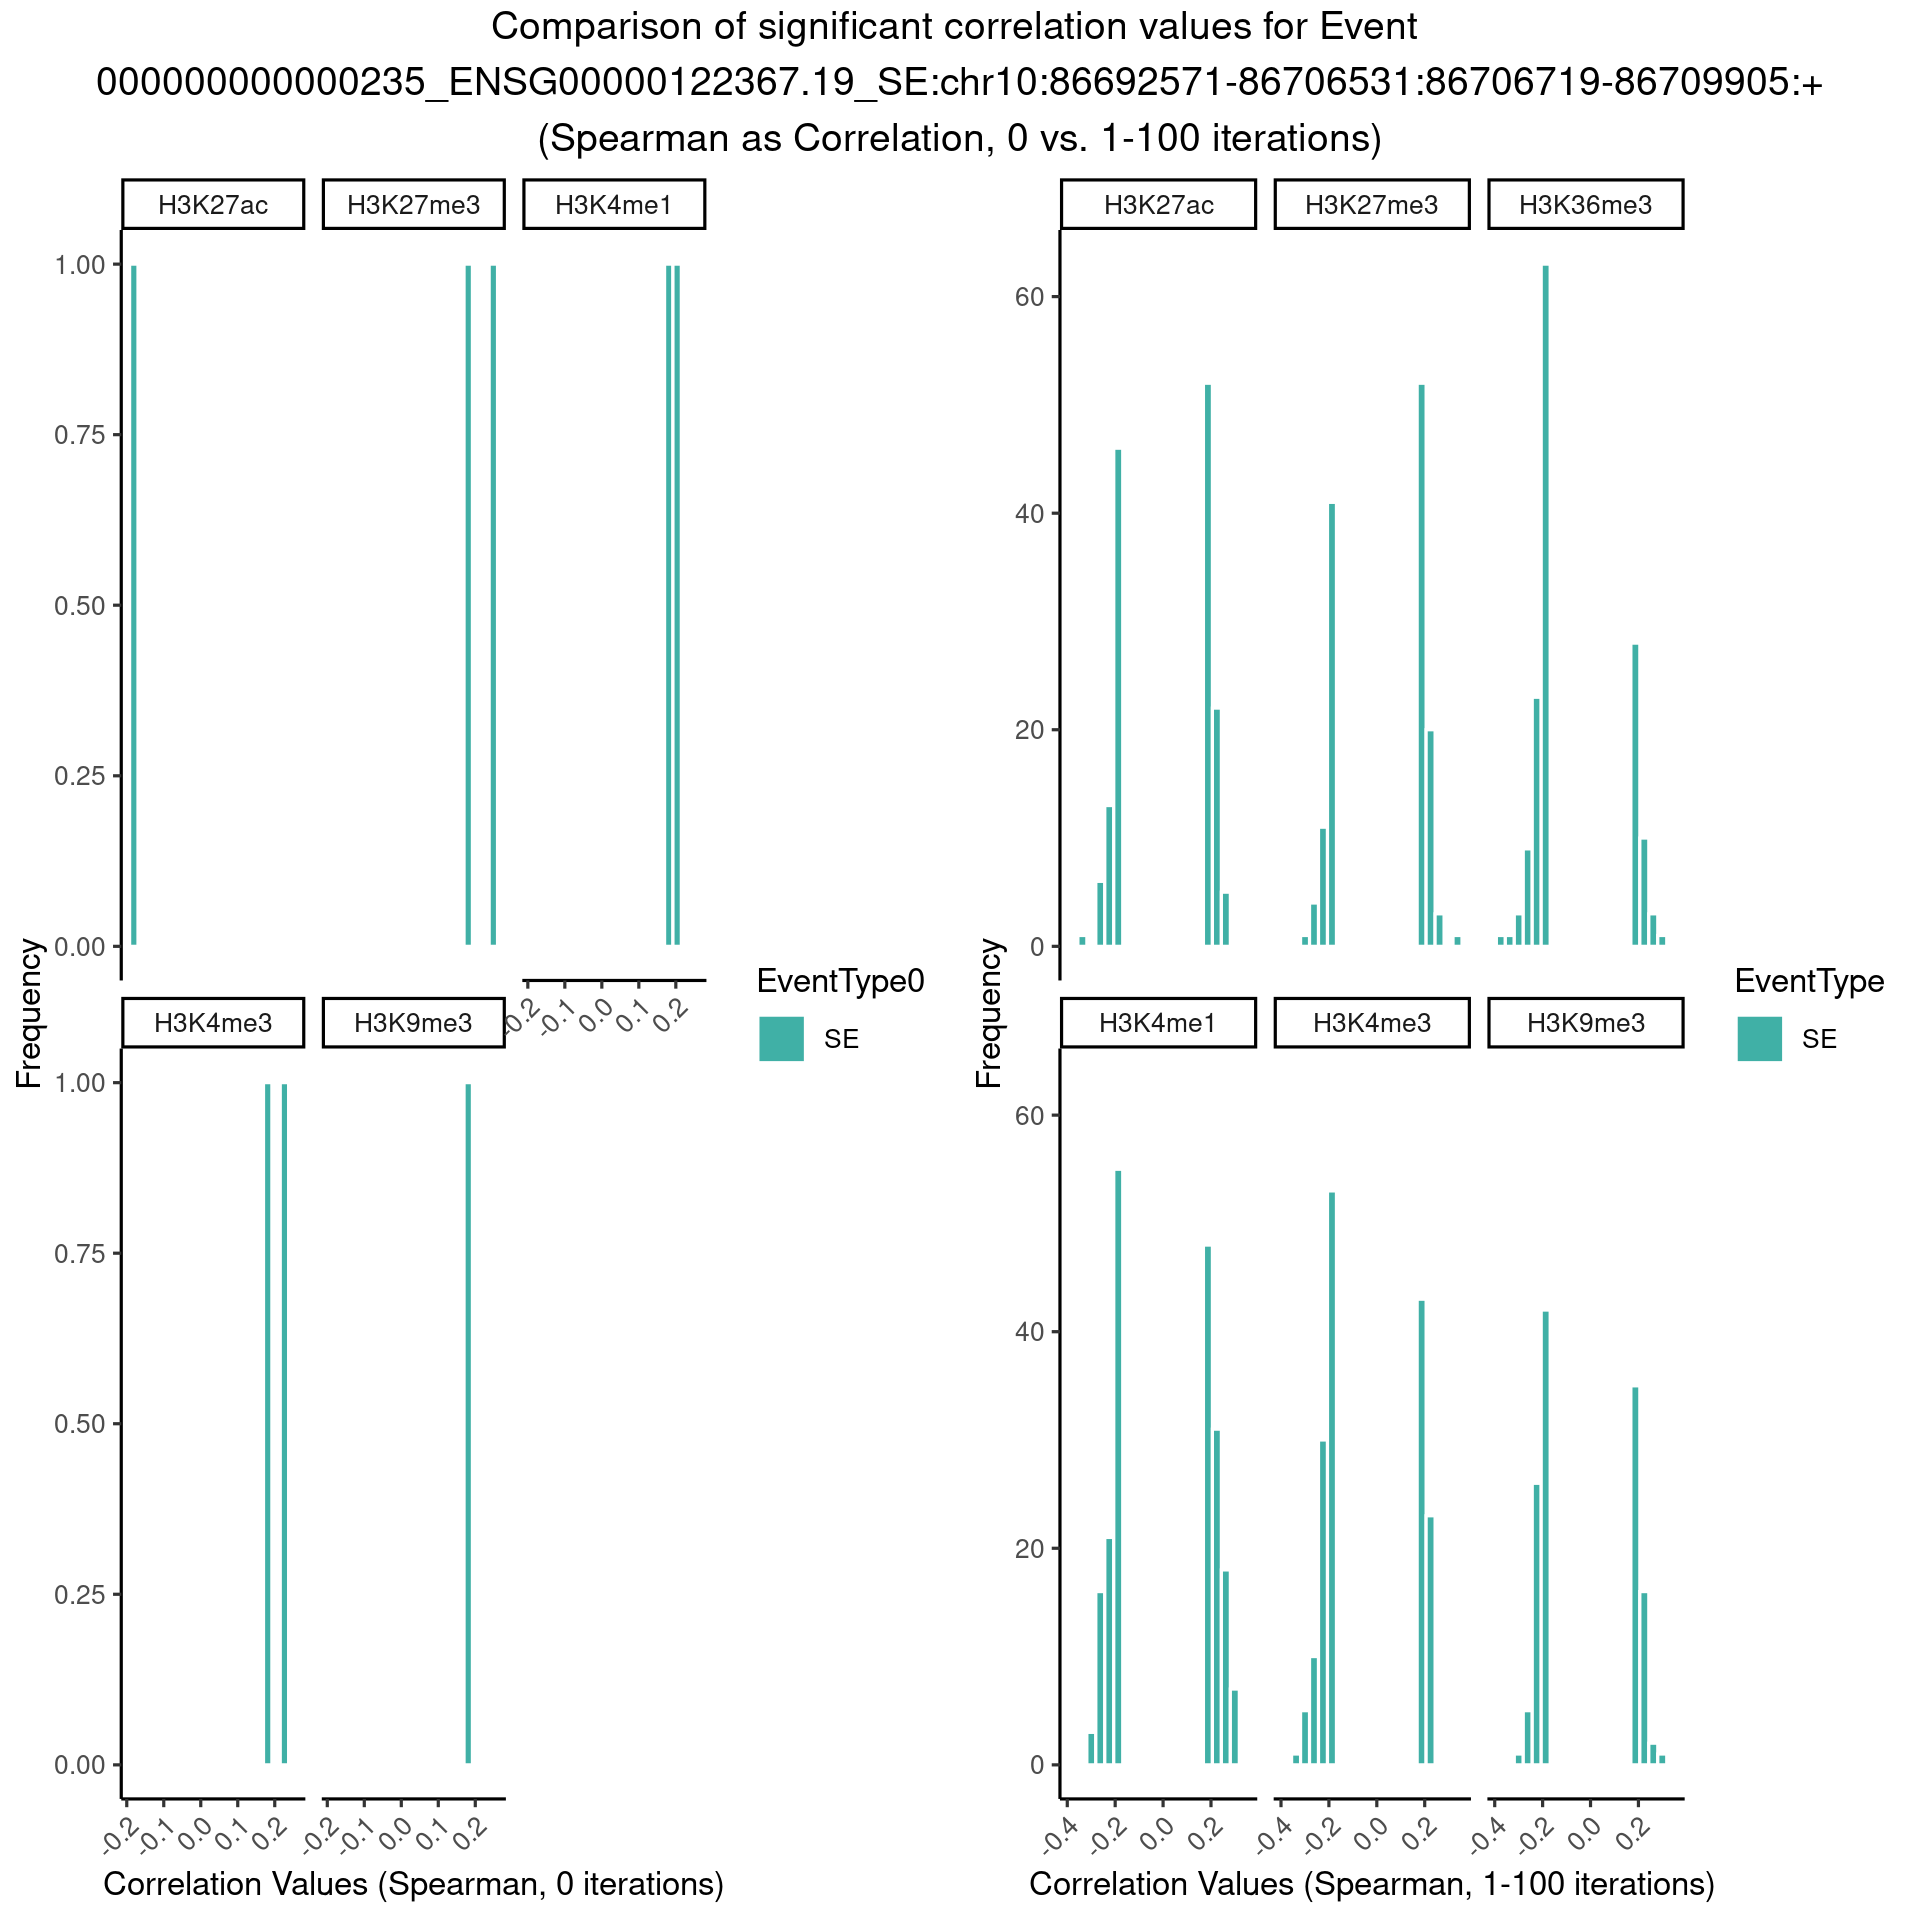 Comparison of significant correlation values for Event
000000000000235_ENSG00000122367.19_SE:chr10:86692571-86706531:86706719-86709905:+
(Spearman as Correlation, 0 vs. 1-100 iterations)
H3K27ac H3K27me3 H3K4me1
1.00
0.75
0.50
0.25
0.00
-0.2 -0.1 0.0 0.1 0.2
H3K4me3 H3K9me3
1.00
0.75
0.50
0.25
0.00
-0.2 -0.1 0.0 0.1 0.2 -0.2 -0.1 0.0 0.1 0.2
Frequency
Correlation Values (Spearman, 0 iterations)
EventType0
SE
H3K27ac H3K27me3 H3K36me3
60
40
20
0
H3K4me1 H3K4me3 H3K9me3
60
40
20
0
-0.4 -0.2 0.0 0.2 -0.4 -0.2 0.0 0.2 -0.4 -0.2 0.0 0.2
Frequency
Correlation Values (Spearman, 1-100 iterations)
EventType
SE